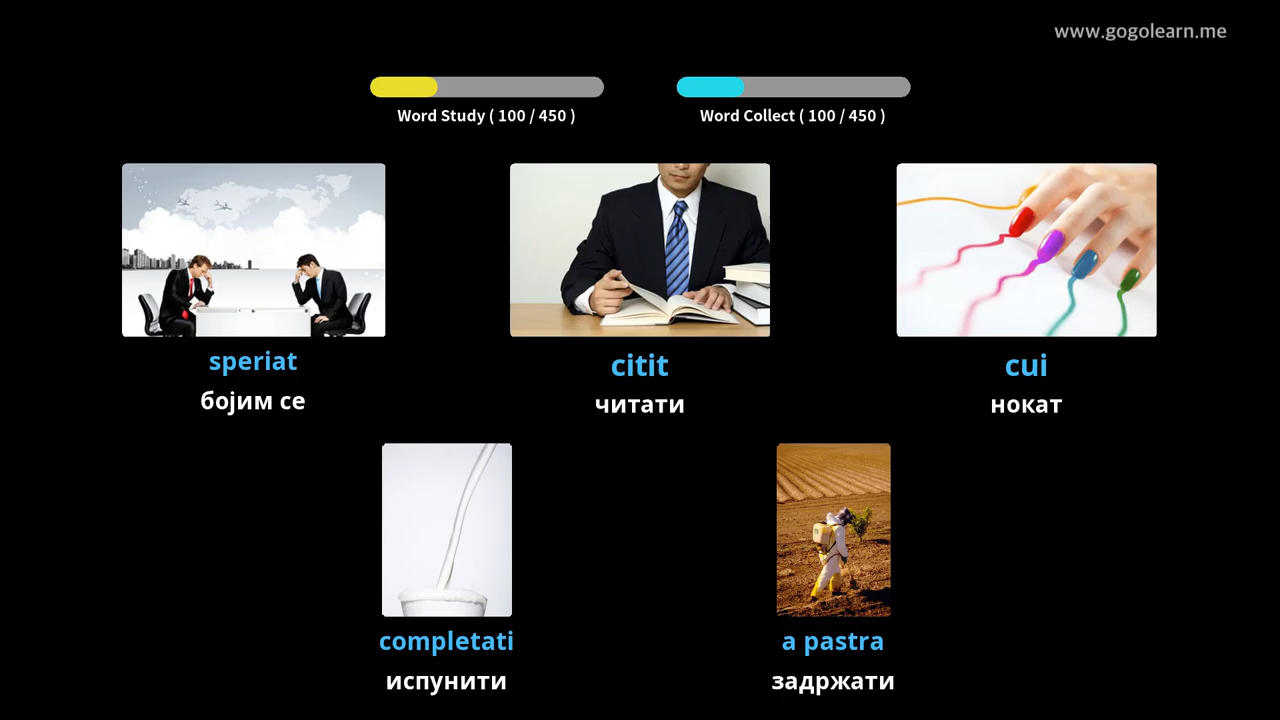 www.gogolearn.me
Word Study ( 100 / 450 )
Word Collect ( 100 / 450 )
speriat
citit
cui
бојим се
читати
нокат
completati
a pastra
испунити
задржати